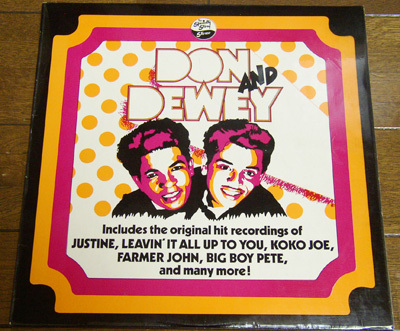 DON
AND
DEWEY
Includes the original hit recordings of
JUSTINE, LEAVIN' IT ALL UP TO YOU, KOKO JOE,
FARMER JOHN, BIG BOY PETE,
and many more!